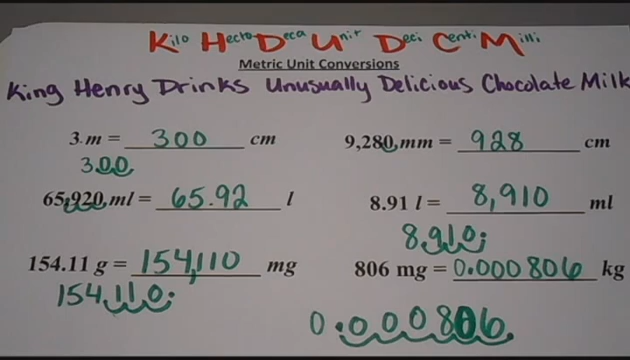 Kilo Hecto Deca Unit Deci Centi Milli
Metric Unit Conversions
King Henry Drinks Unusually Delicious Chocolate Milk
3 m = 300 cm
9,280 mm = 928 cm
300
65,920 ml = 65.92 l
8.91 l = 8,910 ml
8.910.
154.11 g = 154,110 mg
806 mg = 0.000806 kg
154.110.
0.000806